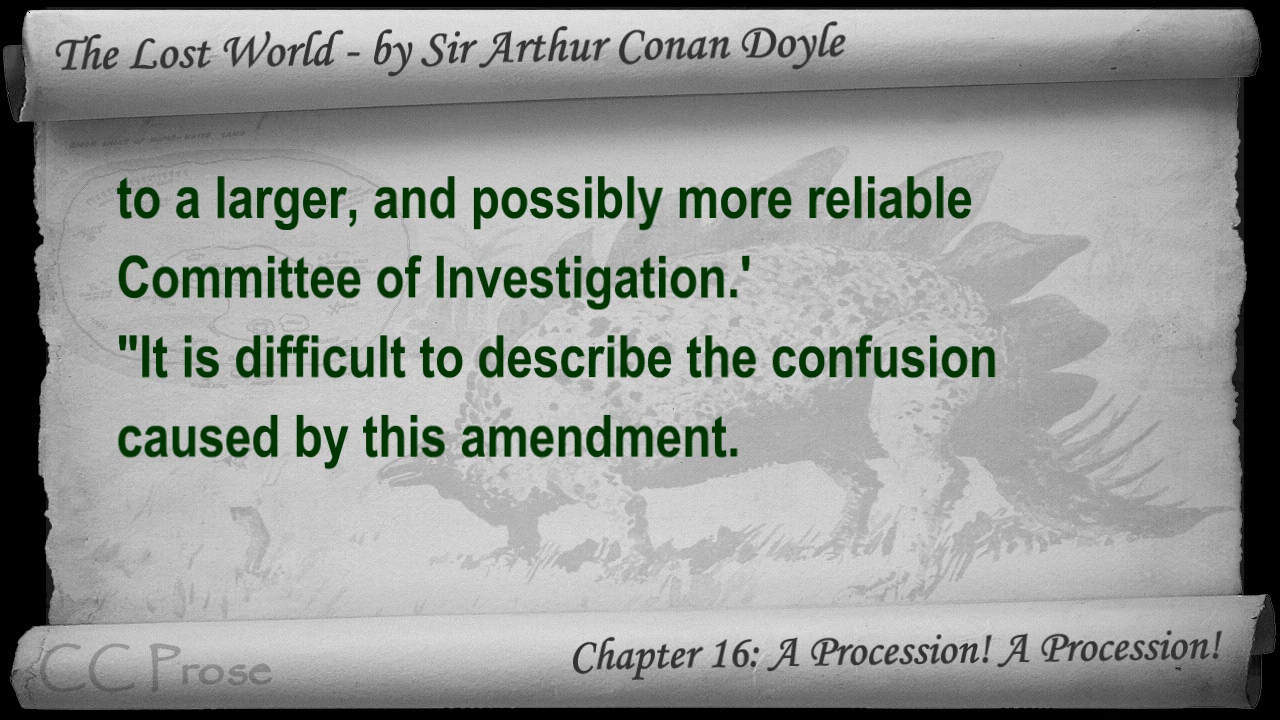 The Lost World - by Sir Arthur Conan Doyle
to a larger, and possibly more reliable
Committee of Investigation.'
"It is difficult to describe the confusion
caused by this amendment.
Chapter 16: A Procession! A Procession!
CC Prose